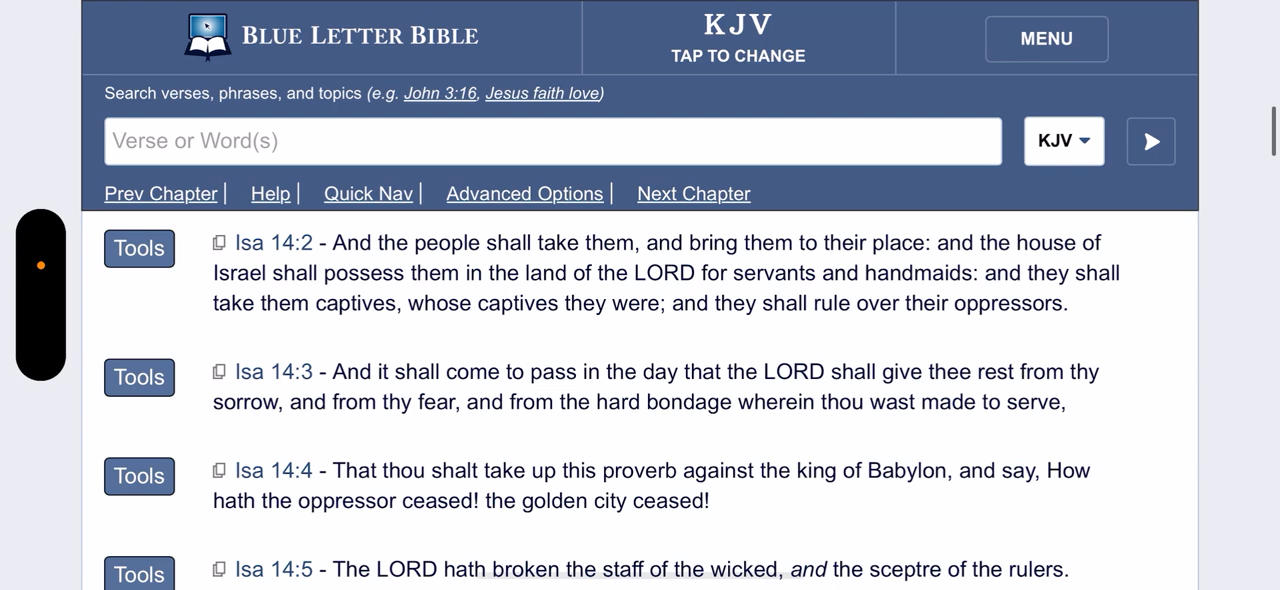 BLUE LETTER BIBLE
KJV
TAP TO CHANGE
MENU
Search verses, phrases, and topics (e.g. John 3:16, Jesus faith love)
Verse or Word(s)
KJV
Prev Chapter | Help | Quick Nav | Advanced Options | Next Chapter
Tools
Isa 14:2 - And the people shall take them, and bring them to their place: and the house of
Israel shall possess them in the land of the LORD for servants and handmaids: and they shall
take them captives, whose captives they were; and they shall rule over their oppressors.
Tools
Isa 14:3 - And it shall come to pass in the day that the LORD shall give thee rest from thy
sorrow, and from thy fear, and from the hard bondage wherein thou wast made to serve,
Tools
Isa 14:4 - That thou shalt take up this proverb against the king of Babylon, and say, How
hath the oppressor ceased! the golden city ceased!
Tools
Isa 14:5 - The LORD hath broken the staff of the wicked, and the sceptre of the rulers.